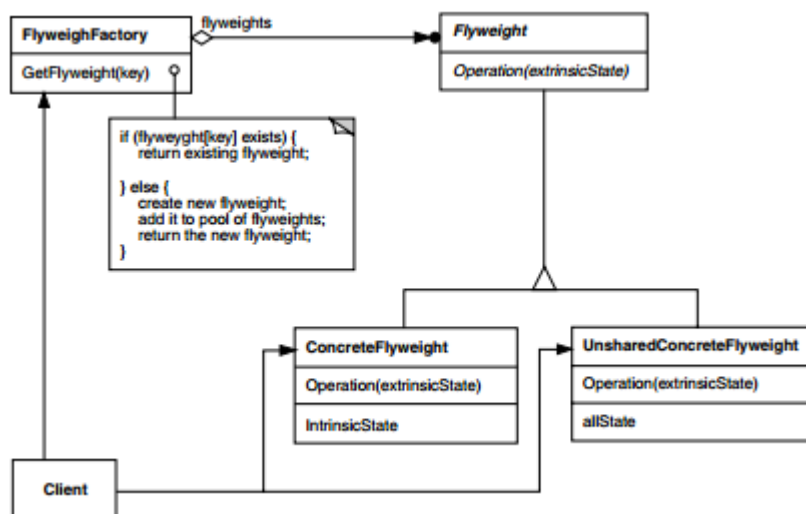 FlyweighFactory
GetFlyweight(key)
flyweights
Flyweight
Operation(extrinsicState)
if (flyweyght[key] exists) {
return existing flyweight;
} else {
create new flyweight;
add it to pool of flyweights;
return the new flyweight;
}
ConcreteFlyweight
Operation(extrinsicState)
IntrinsicState
UnsharedConcreteFlyweight
Operation(extrinsicState)
allState
Client